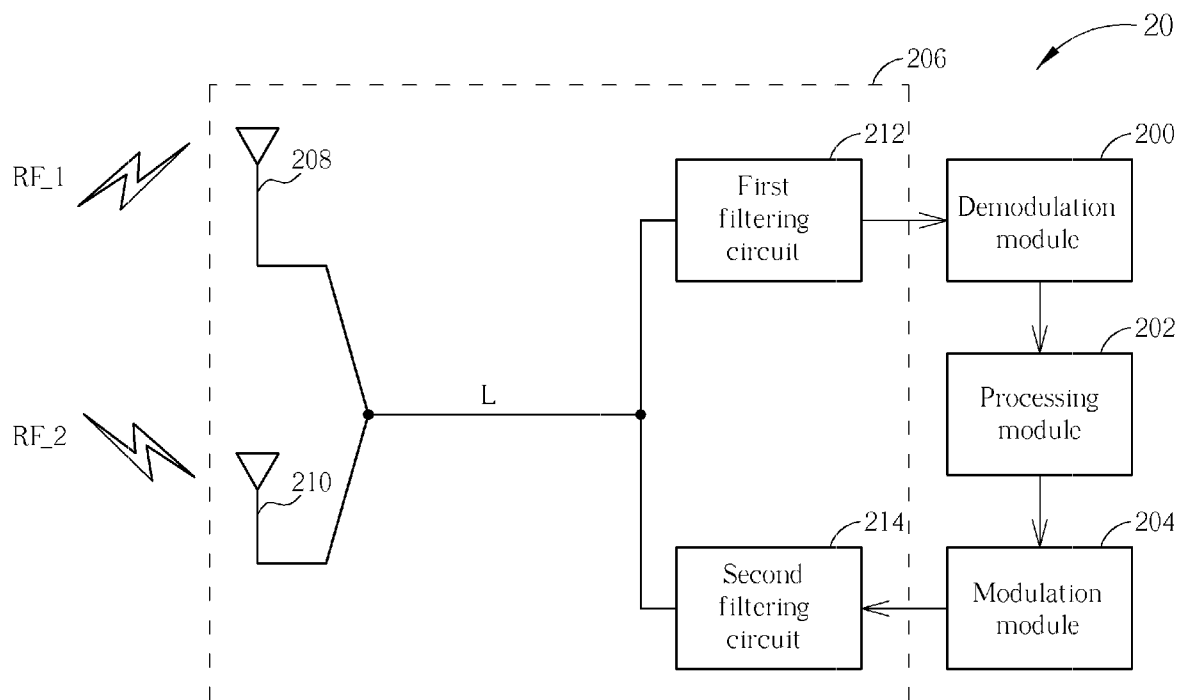 20
206
208
RF_1
212
First
filtering
circuit
200
Demodulation
module
202
Processing
module
L
RF_2
210
214
Second
filtering
circuit
204
Modulation
module